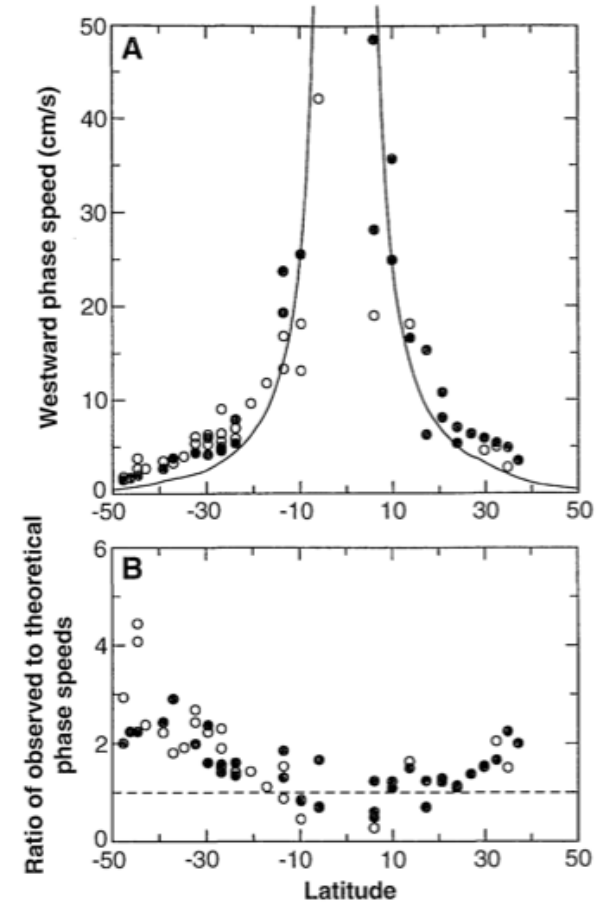 A
Westward phase speed (cm/s)
50
40
30
20
10
0
-50 -30 -10 10 30 50
B
Ratio of observed to theoretical
phase speeds
6
4
2
0
-50 -30 -10 10 30 50
Latitude